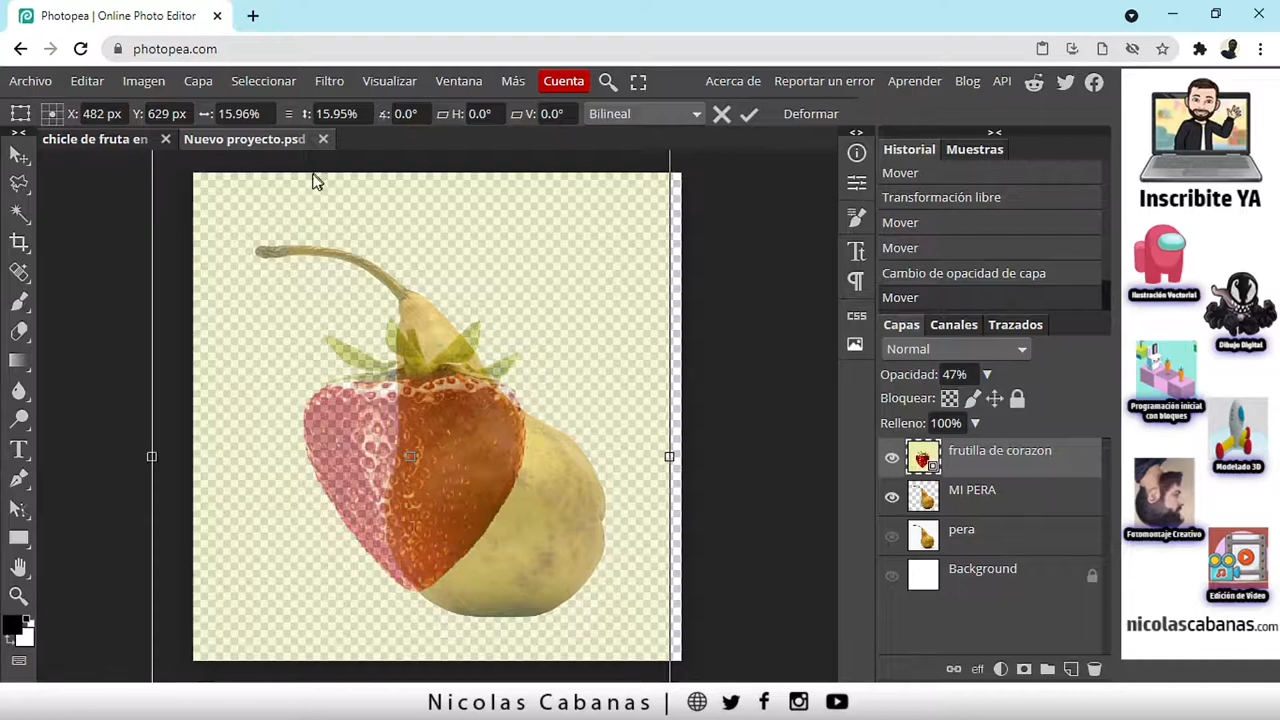 Photopea | Online Photo Editor
photopea.com
Archivo Editar Imagen Capa Seleccionar Filtro Visualizar Ventana Más Cuenta Acerca de Reportar un error Aprender Blog API
X: 482 px Y: 629 px 15.96% 15.95% 0.0° H: 0.0° V: 0.0° Bilineal Deformar
chicle de fruta en Nuevo proyecto.psd
Historial Muestras
Mover
Transformación libre
Mover
Mover
Cambio de opacidad de capa
Mover
CSS
Capas Canales Trazados
Normal
Opacidad: 47%
Bloquear:
Relleno: 100%
frutilla de corazon
MI PERA
pera
Background
eff
Inscribite YA
Ilustración Vectorial
Dibujo Digital
Programación inicial
con bloques
Modelado 3D
Fotomontaje Creativo
Edición de Video
nicolascabanas.com
Nicolas Cabanas |